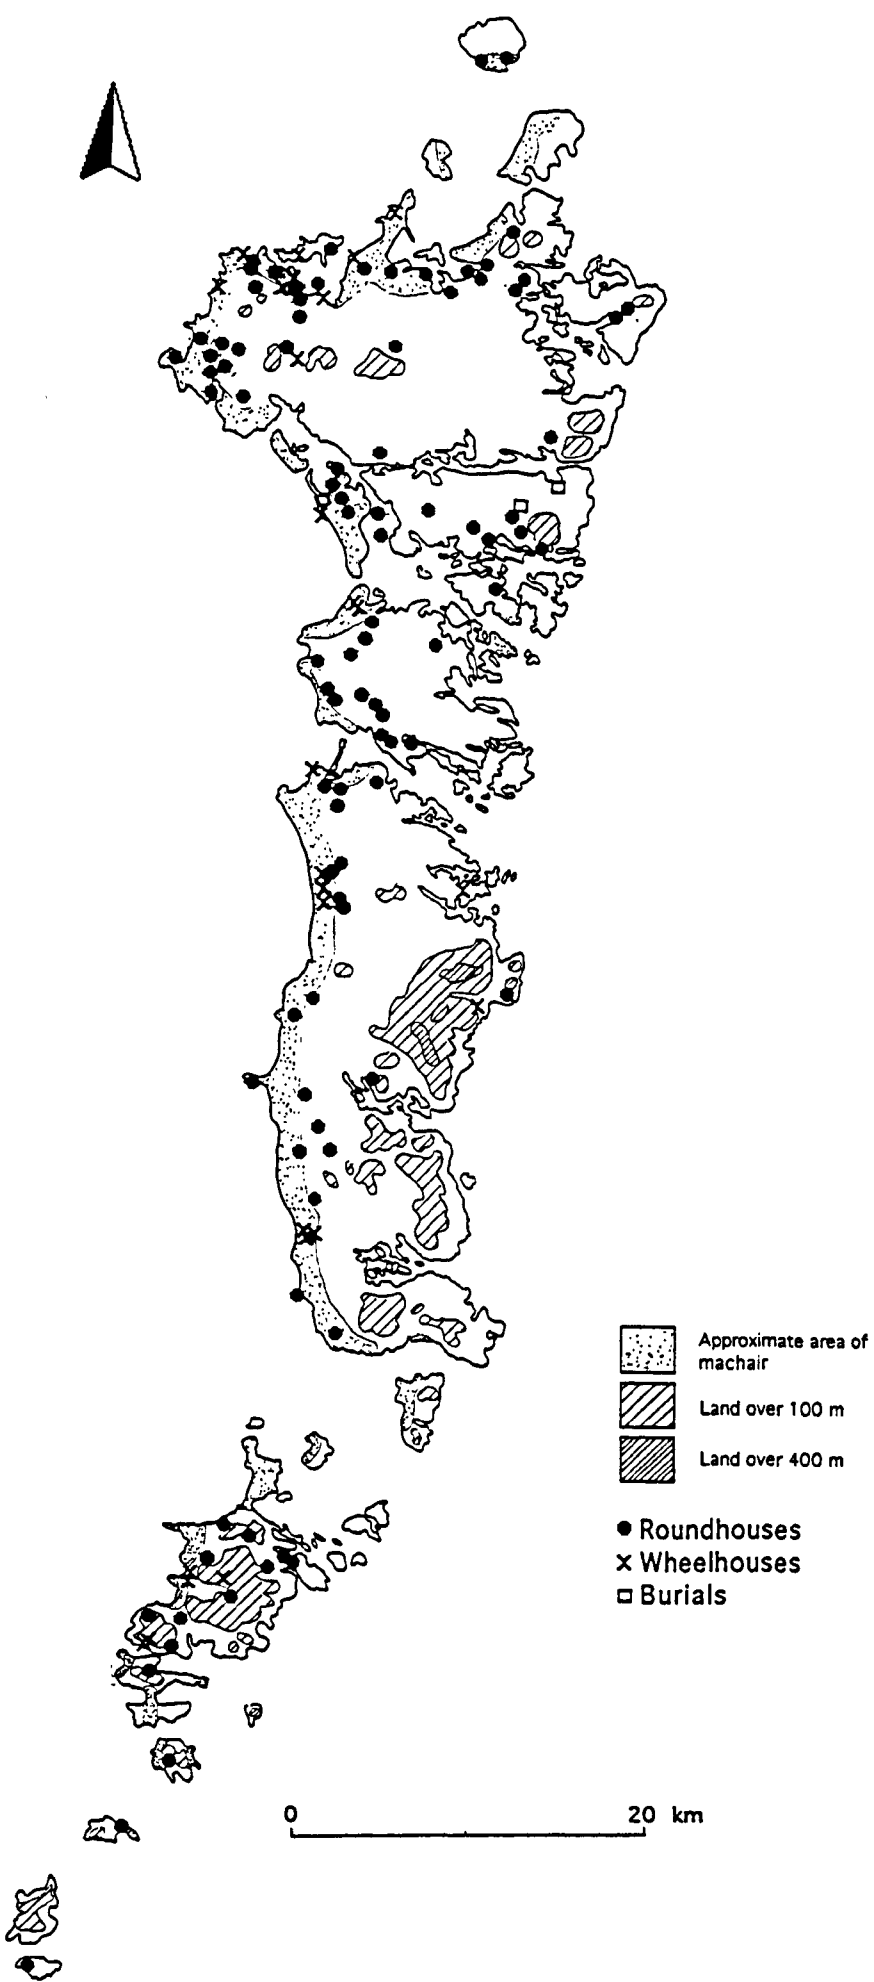 Approximate area of
machair
Land over 100 m
Land over 400 m
Roundhouses
Wheelhouses
Burials
0 20 km